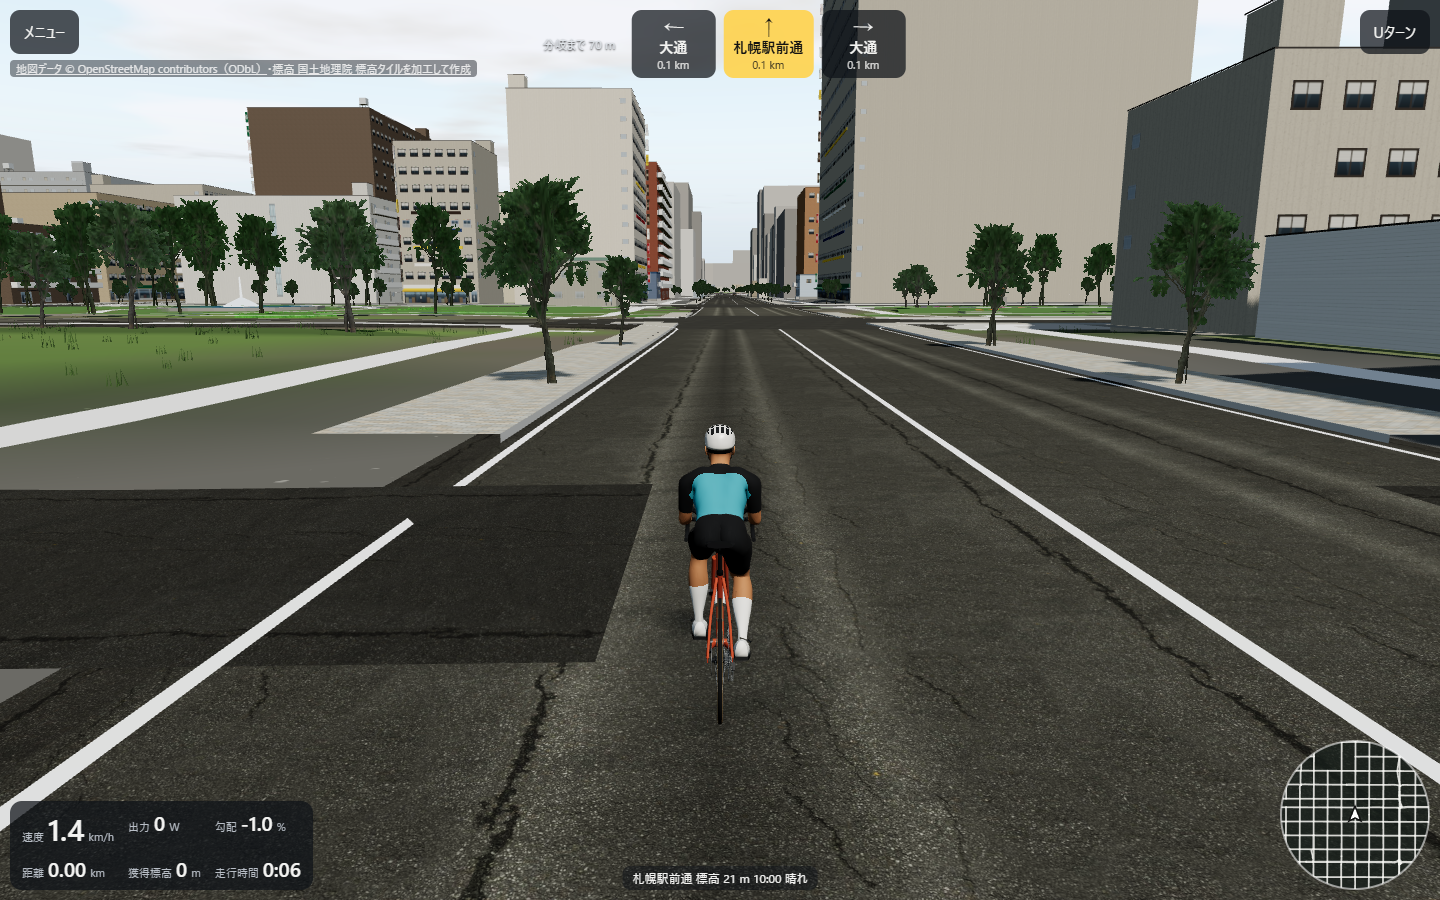 メニュー
地図データ © OpenStreetMap contributors（ODbL）・標高 国土地理院 標高タイルを加工して作成
分岐まで 70 m
←
大通
0.1 km
↑
札幌駅前通
0.1 km
→
大通
0.1 km
Uターン
速度 1.4 km/h 出力 0 W 勾配 -1.0 %
距離 0.00 km 獲得標高 0 m 走行時間 0:06
札幌駅前通 標高 21 m 10:00 晴れ